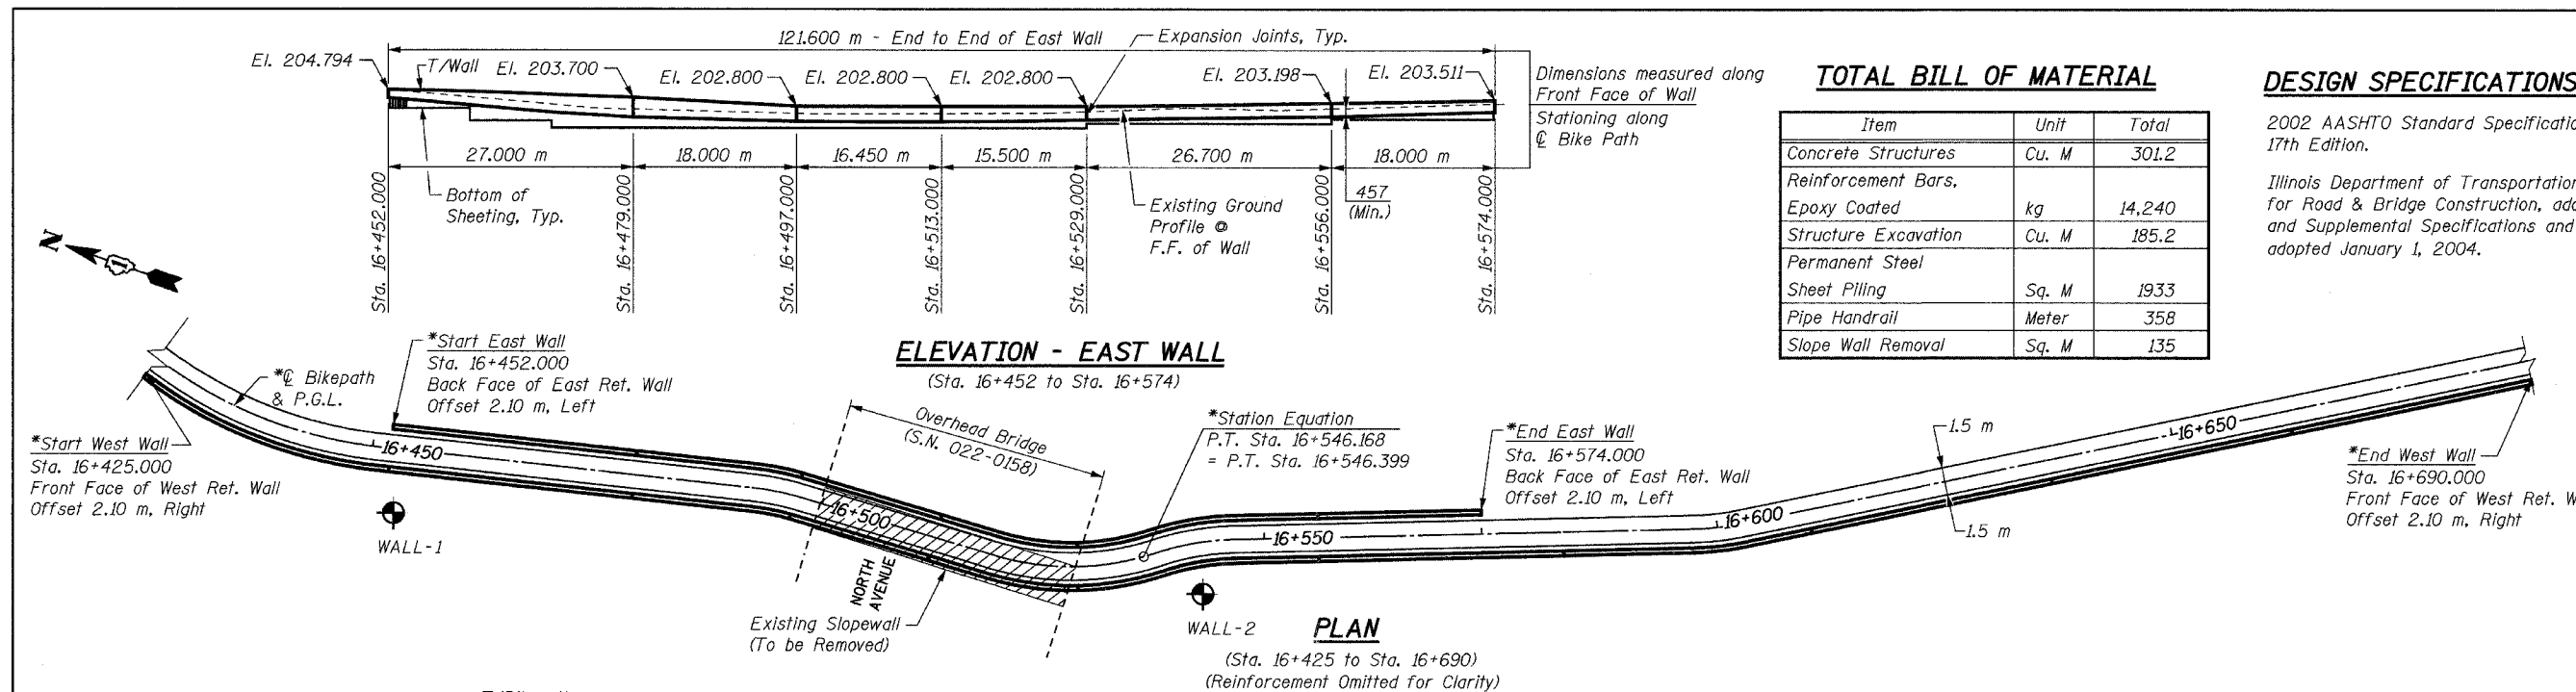 121.600 m - End to End of East Wall
Expansion Joints, Typ.
El. 204.794
T/Wall
El. 203.700
El. 202.800
El. 202.800
El. 202.800
El. 203.198
El. 203.511
Dimensions measured along
Front Face of Wall
Stationing along
℄ Bike Path
27.000 m
18.000 m
16.450 m
15.500 m
26.700 m
18.000 m
Bottom of
Sheeting, Typ.
Existing Ground
Profile @
F.F. of Wall
457
(Min.)
Sta. 16+452.000
Sta. 16+479.000
Sta. 16+497.000
Sta. 16+513.000
Sta. 16+529.000
Sta. 16+556.000
Sta. 16+574.000
ELEVATION - EAST WALL
(Sta. 16+452 to Sta. 16+574)
TOTAL BILL OF MATERIAL
Item Unit Total
Concrete Structures Cu. M 301.2
Reinforcement Bars,
Epoxy Coated kg 14,240
Structure Excavation Cu. M 185.2
Permanent Steel
Sheet Piling Sq. M 1933
Pipe Handrail Meter 358
Slope Wall Removal Sq. M 135
DESIGN SPECIFICATIONS
2002 AASHTO Standard Specificatio
17th Edition.
Illinois Department of Transportation
for Road & Bridge Construction, ado
and Supplemental Specifications and
adopted January 1, 2004.
N
*℄ Bikepath
& P.G.L.
*Start East Wall
Sta. 16+452.000
Back Face of East Ret. Wall
Offset 2.10 m, Left
*Start West Wall
Sta. 16+425.000
Front Face of West Ret. Wall
Offset 2.10 m, Right
16+450
WALL-1
Overhead Bridge
(S.N. 022-0158)
16+500
NORTH
AVENUE
Existing Slopewall
(To be Removed)
*Station Equation
P.T. Sta. 16+546.168
= P.T. Sta. 16+546.399
16+550
WALL-2
*End East Wall
Sta. 16+574.000
Back Face of East Ret. Wall
Offset 2.10 m, Left
16+600
1.5 m
1.5 m
16+650
*End West Wall
Sta. 16+690.000
Front Face of West Ret. W
Offset 2.10 m, Right
PLAN
(Sta. 16+425 to Sta. 16+690)
(Reinforcement Omitted for Clarity)